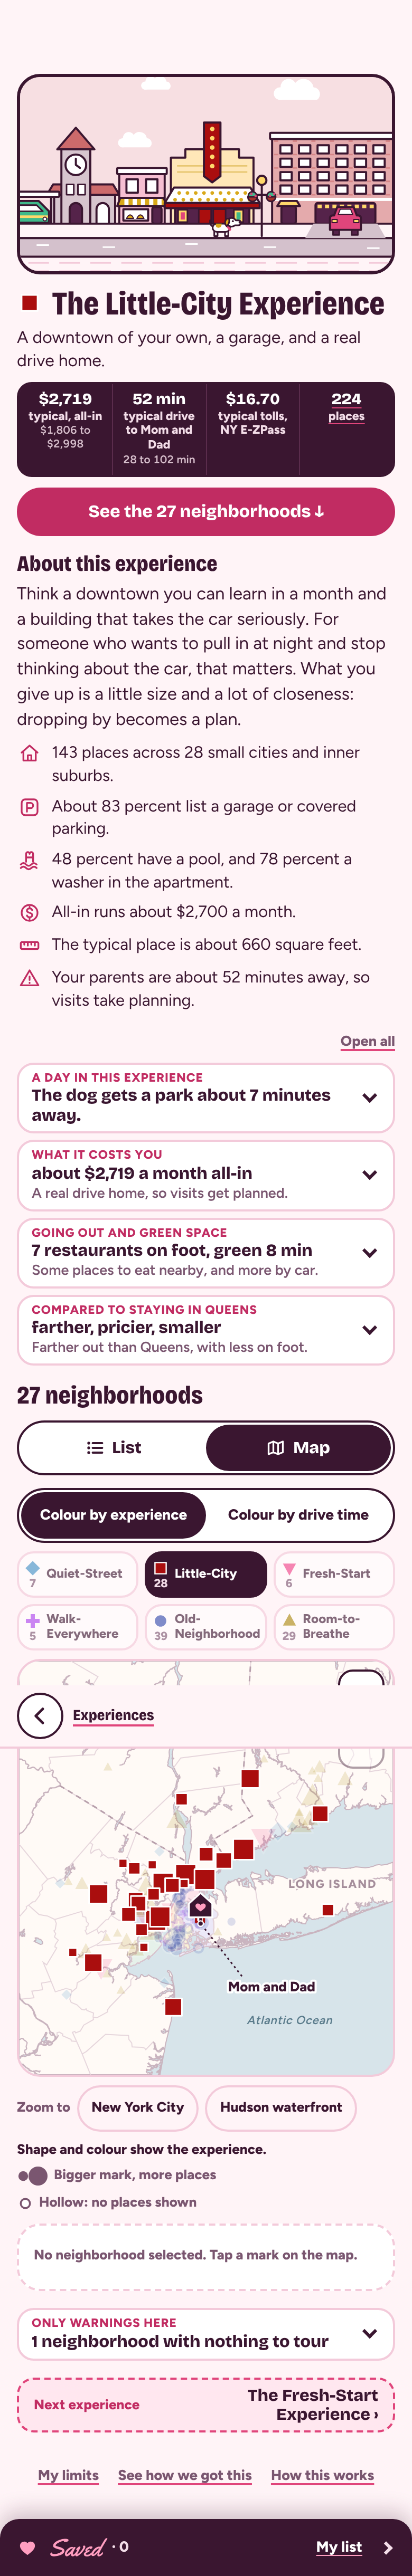 The Little-City Experience
A downtown of your own, a garage, and a real
drive home.
$2,719
typical, all-in
$1,806 to
$2,998
52 min
typical drive
to Mom and
Dad
28 to 102 min
$16.70
typical tolls,
NY E-ZPass
224
places
See the 27 neighborhoods ↓
About this experience
Think a downtown you can learn in a month and
a building that takes the car seriously. For
someone who wants to pull in at night and stop
thinking about the car, that matters. What you
give up is a little size and a lot of closeness:
dropping by becomes a plan.
143 places across 28 small cities and inner
suburbs.
About 83 percent list a garage or covered
parking.
48 percent have a pool, and 78 percent a
washer in the apartment.
All-in runs about $2,700 a month.
The typical place is about 660 square feet.
Your parents are about 52 minutes away, so
visits take planning.
Open all
A DAY IN THIS EXPERIENCE
The dog gets a park about 7 minutes
away.
WHAT IT COSTS YOU
about $2,719 a month all-in
A real drive home, so visits get planned.
GOING OUT AND GREEN SPACE
7 restaurants on foot, green 8 min
Some places to eat nearby, and more by car.
COMPARED TO STAYING IN QUEENS
farther, pricier, smaller
Farther out than Queens, with less on foot.
27 neighborhoods
List
Map
Colour by experience
Colour by drive time
7
Quiet-Street
28
Little-City
6
Fresh-Start
5
Walk-
Everywhere
39
Old-
Neighborhood
29
Room-to-
Breathe
Experiences
LONG ISLAND
Mom and Dad
Atlantic Ocean
Zoom to
New York City
Hudson waterfront
Shape and colour show the experience.
Bigger mark, more places
Hollow: no places shown
No neighborhood selected. Tap a mark on the map.
ONLY WARNINGS HERE
1 neighborhood with nothing to tour
Next experience
The Fresh-Start
Experience ›
My limits
See how we got this
How this works
Saved · 0
My list